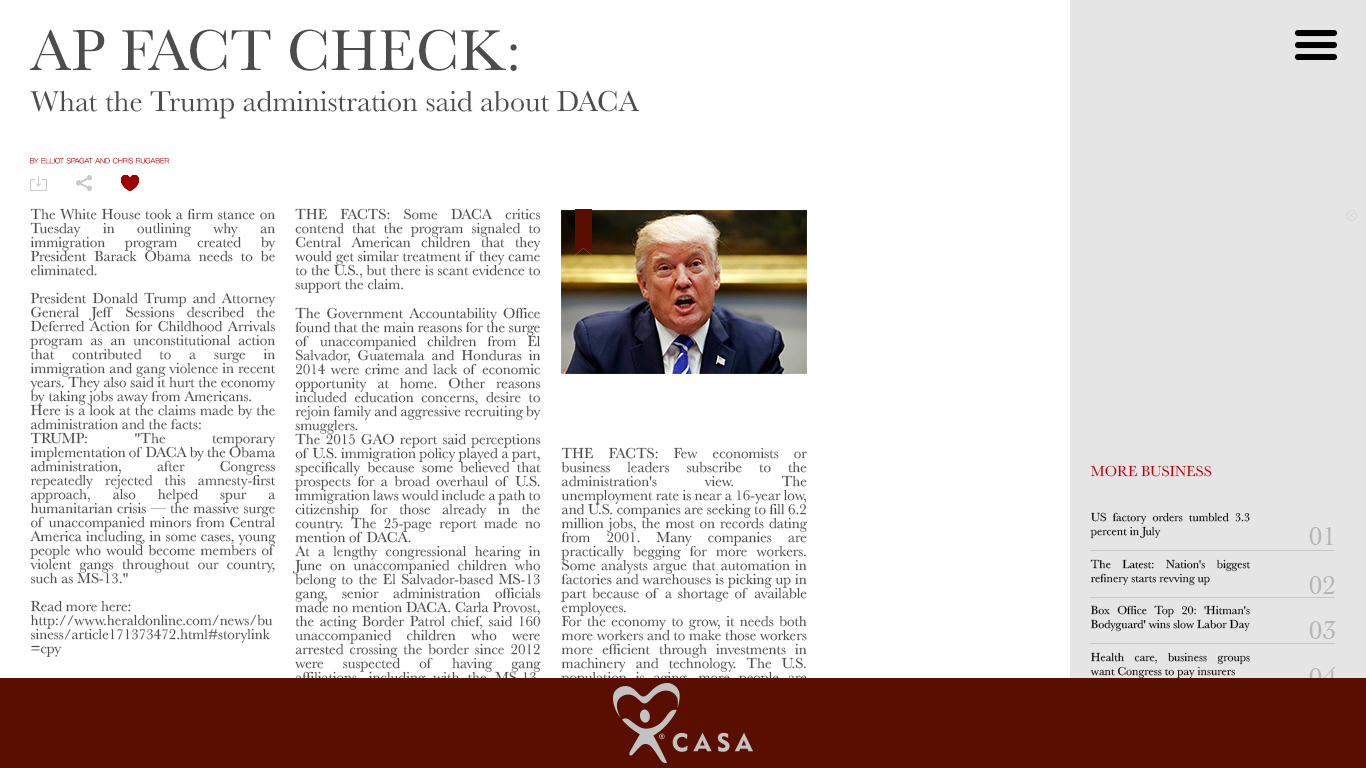 AP FACT CHECK:
What the Trump administration said about DACA
BY ELLIOT SPAGAT AND CHRIS RUGABER
The White House took a firm stance on
Tuesday in outlining why an
immigration program created by
President Barack Obama needs to be
eliminated.
President Donald Trump and Attorney
General Jeff Sessions described the
Deferred Action for Childhood Arrivals
program as an unconstitutional action
that contributed to a surge in
immigration and gang violence in recent
years. They also said it hurt the economy
by taking jobs away from Americans.
Here is a look at the claims made by the
administration and the facts:
TRUMP: "The temporary
implementation of DACA by the Obama
administration, after Congress
repeatedly rejected this amnesty-first
approach, also helped spur a
humanitarian crisis — the massive surge
of unaccompanied minors from Central
America including, in some cases, young
people who would become members of
violent gangs throughout our country,
such as MS-13."
Read more here:
http://www.heraldonline.com/news/bu
siness/article171373472.html#storylink
=cpy
THE FACTS: Some DACA critics
contend that the program signaled to
Central American children that they
would get similar treatment if they came
to the U.S., but there is scant evidence to
support the claim.
The Government Accountability Office
found that the main reasons for the surge
of unaccompanied children from El
Salvador, Guatemala and Honduras in
2014 were crime and lack of economic
opportunity at home. Other reasons
included education concerns, desire to
rejoin family and aggressive recruiting by
smugglers.
The 2015 GAO report said perceptions
of U.S. immigration policy played a part,
specifically because some believed that
prospects for a broad overhaul of U.S.
immigration laws would include a path to
citizenship for those already in the
country. The 25-page report made no
mention of DACA.
At a lengthy congressional hearing in
June on unaccompanied children who
belong to the El Salvador-based MS-13
gang, senior administration officials
made no mention DACA. Carla Provost,
the acting Border Patrol chief, said 160
unaccompanied children who were
arrested crossing the border since 2012
were suspected of having gang
affiliations, including with the MS-13.
THE FACTS: Few economists or
business leaders subscribe to the
administration's view. The
unemployment rate is near a 16-year low,
and U.S. companies are seeking to fill 6.2
million jobs, the most on records dating
from 2001. Many companies are
practically begging for more workers.
Some analysts argue that automation in
factories and warehouses is picking up in
part because of a shortage of available
employees.
For the economy to grow, it needs both
more workers and to make those workers
more efficient through investments in
machinery and technology. The U.S.
population is aging, more people are
MORE BUSINESS
US factory orders tumbled 3.3
percent in July
01
The Latest: Nation's biggest
refinery starts revving up
02
Box Office Top 20: 'Hitman's
Bodyguard' wins slow Labor Day
03
Health care, business groups
want Congress to pay insurers
04
® CASA